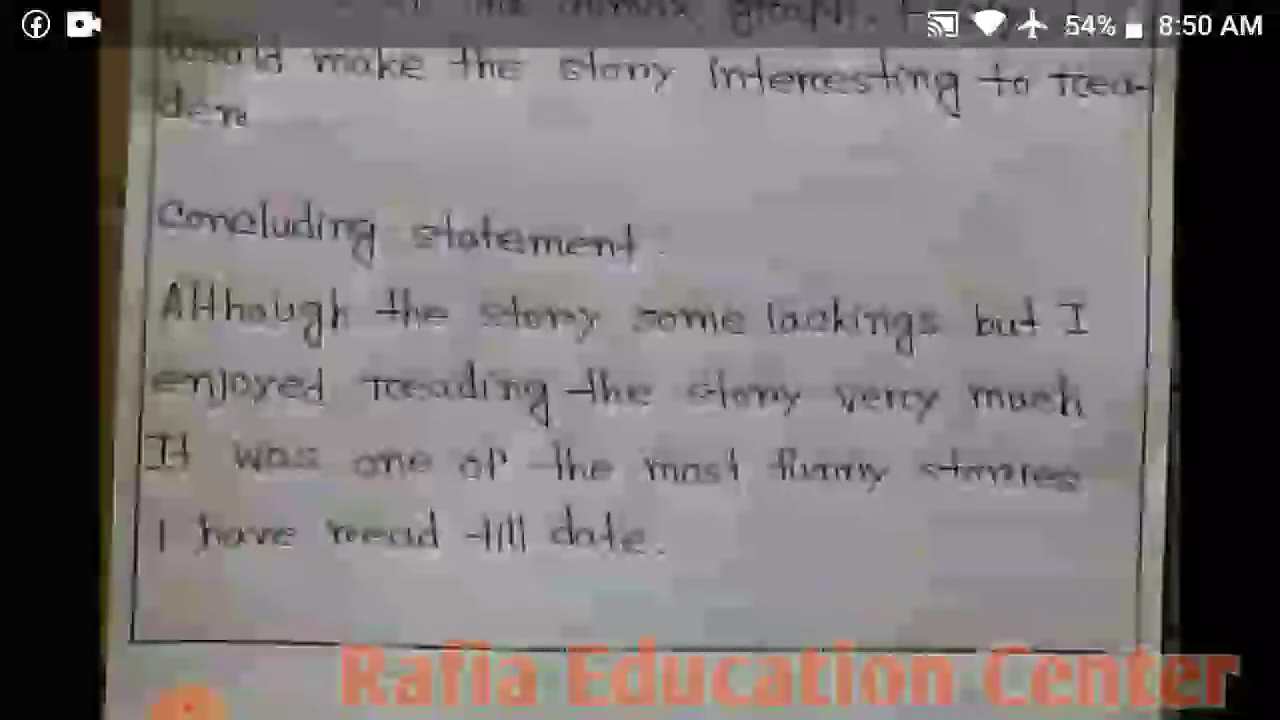 54% 8:50 AM
the
would make the story interesting to rea-
ders
Concluding statement:
Although the story some lackings but I
enjoyed reading the story very much
It was one of the most funny stories
I have read till date.
Rafia Education Center